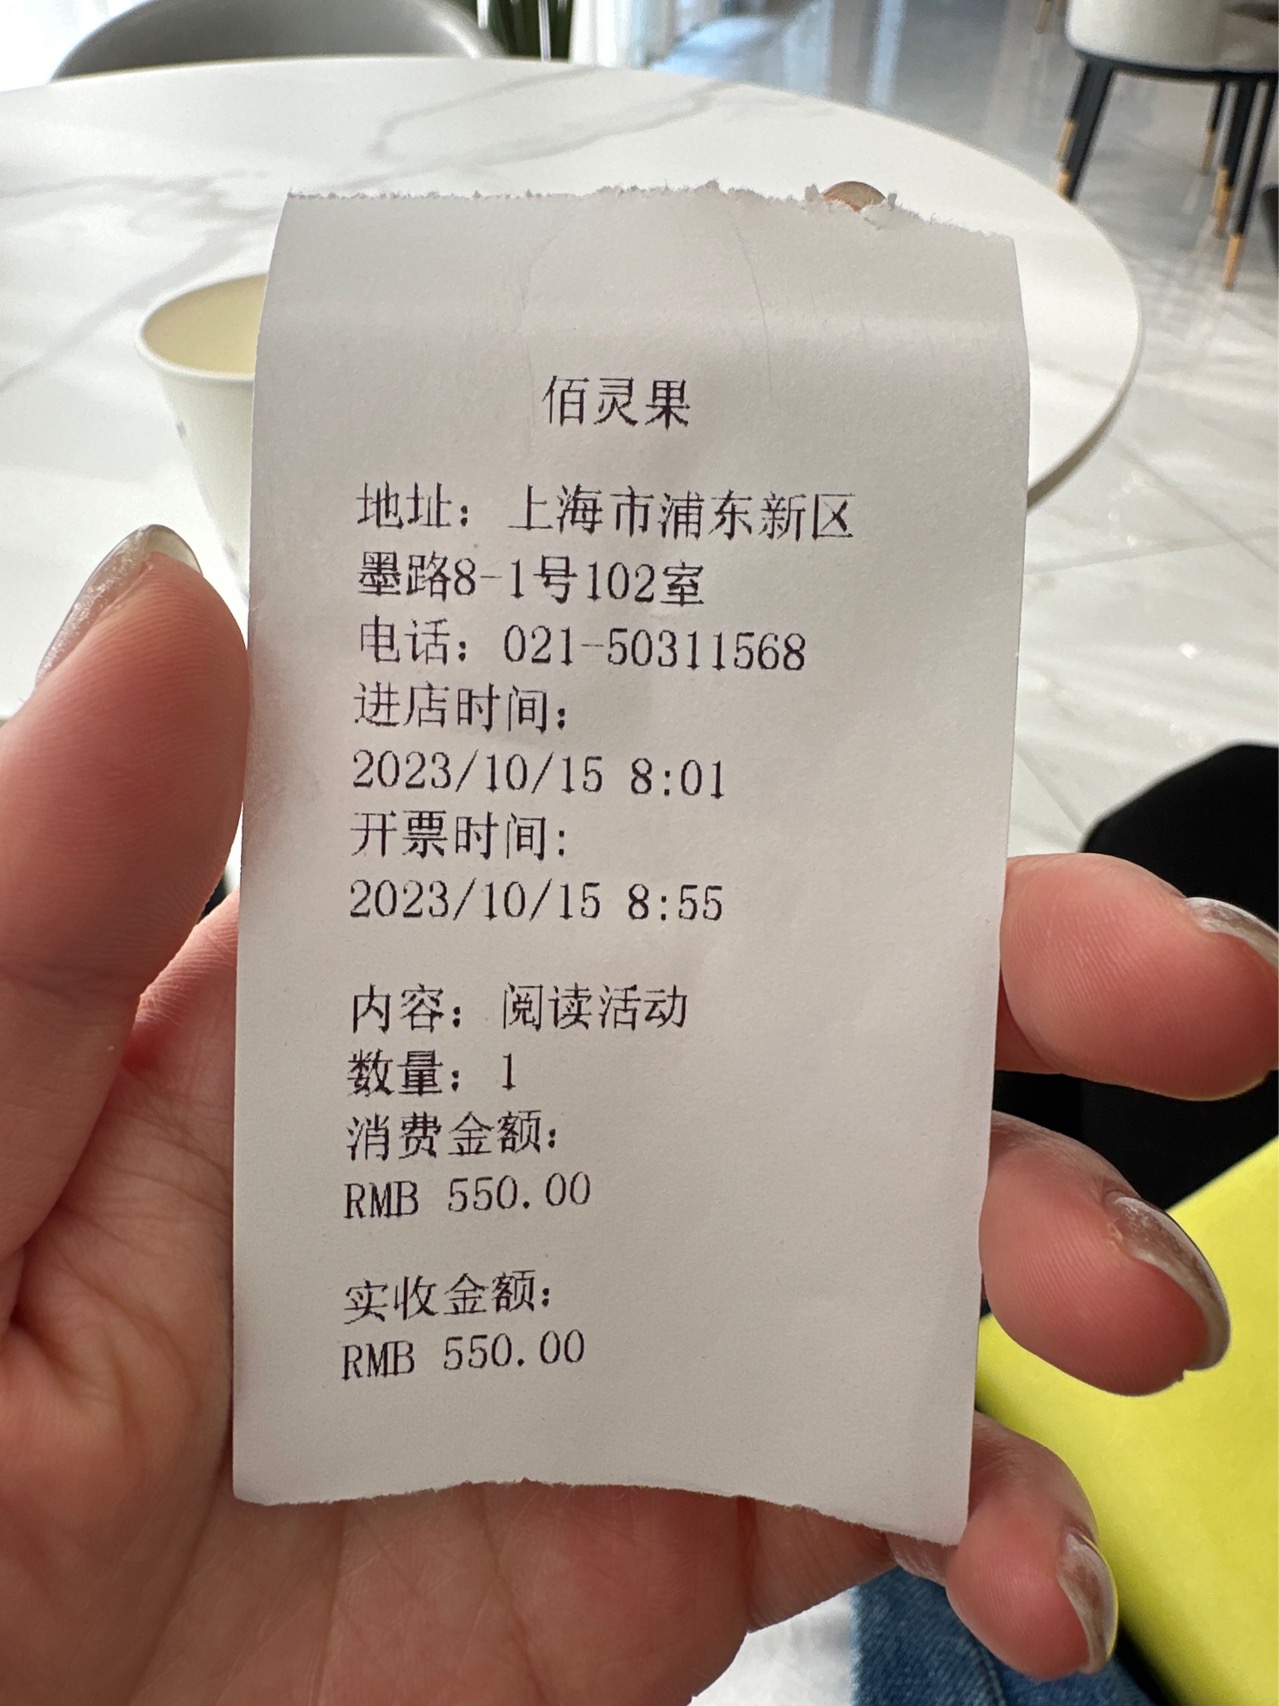 佰灵果
地址：上海市浦东新区
墨路8-1号102室
电话：021-50311568
进店时间：
2023/10/15 8:01
开票时间：
2023/10/15 8:55
内容：阅读活动
数量：1
消费金额：
RMB 550.00
实收金额：
RMB 550.00